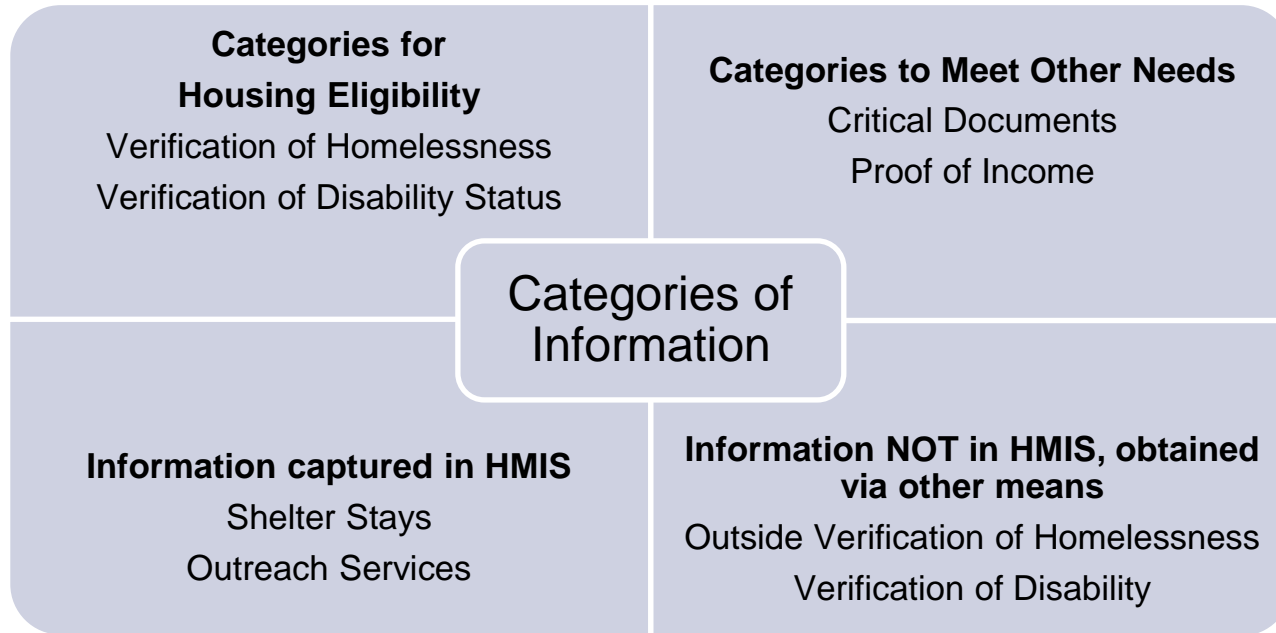 Categories for
Housing Eligibility
Verification of Homelessness
Verification of Disability Status
Categories to Meet Other Needs
Critical Documents
Proof of Income
Categories of
Information
Information captured in HMIS
Shelter Stays
Outreach Services
Information NOT in HMIS, obtained
via other means
Outside Verification of Homelessness
Verification of Disability